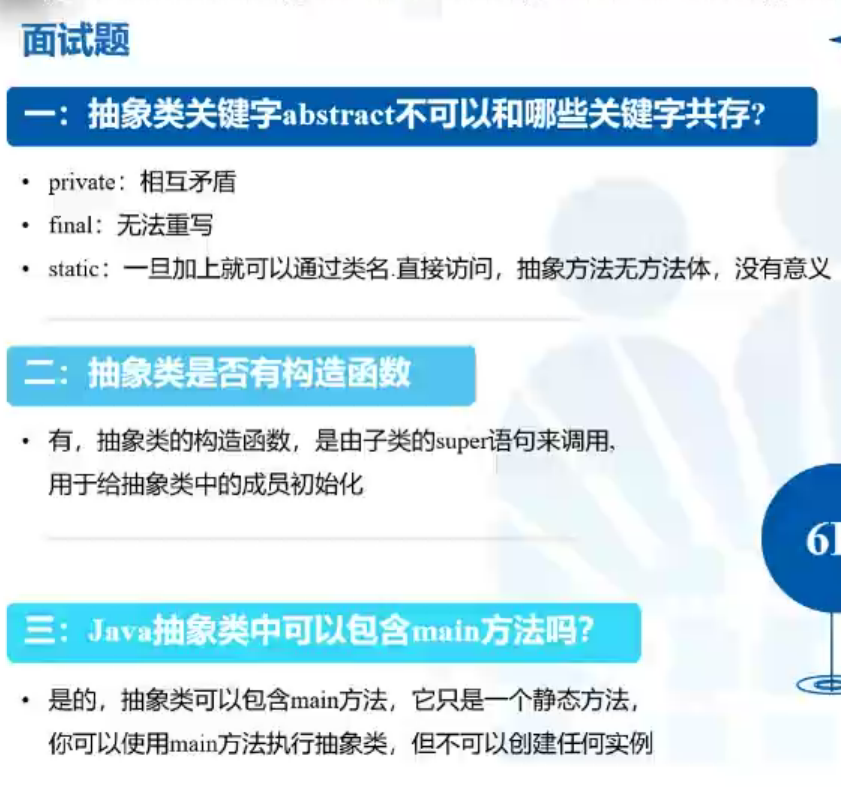 面试题
一：抽象类关键字abstract不可以和哪些关键字共存?
• private：相互矛盾
• final：无法重写
• static：一旦加上就可以通过类名.直接访问，抽象方法无方法体，没有意义
二：抽象类是否有构造函数
• 有，抽象类的构造函数，是由子类的super语句来调用,
用于给抽象类中的成员初始化
三：Java抽象类中可以包含main方法吗?
• 是的，抽象类可以包含main方法，它只是一个静态方法，
你可以使用main方法执行抽象类，但不可以创建任何实例